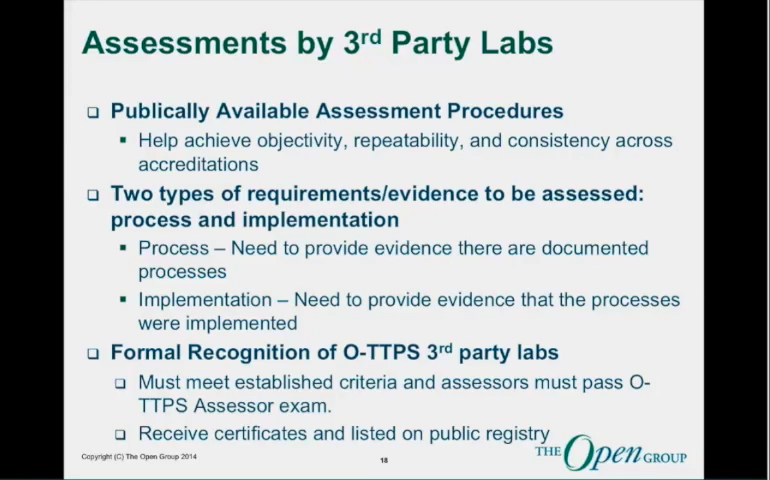 Assessments by 3rd Party Labs
❑ Publically Available Assessment Procedures
▪ Help achieve objectivity, repeatability, and consistency across
accreditations
❑ Two types of requirements/evidence to be assessed:
process and implementation
▪ Process – Need to provide evidence there are documented
processes
▪ Implementation – Need to provide evidence that the processes
were implemented
❑ Formal Recognition of O-TTPS 3rd party labs
❑ Must meet established criteria and assessors must pass O-
TTPS Assessor exam.
❑ Receive certificates and listed on public registry
Copyright (C) The Open Group 2014
18
THE Open GROUP